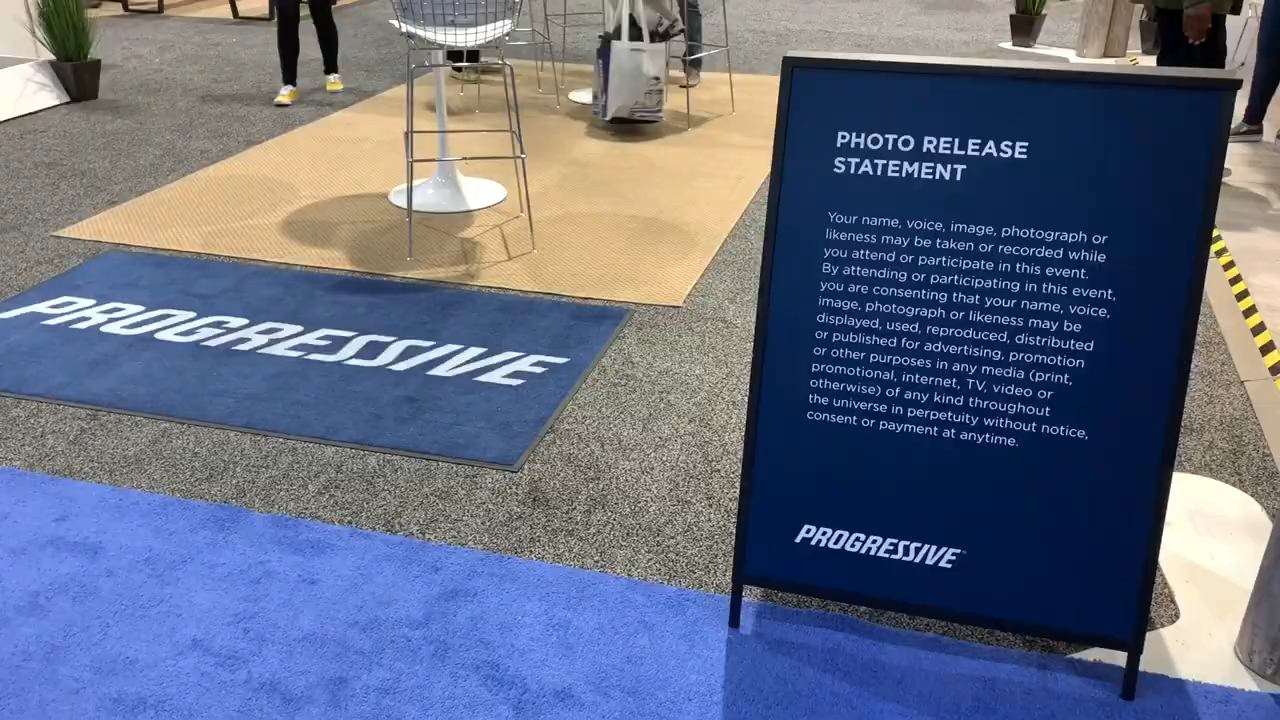 PROGRESSIVE
PHOTO RELEASE
STATEMENT
Your name, voice, image, photograph or
likeness may be taken or recorded while
you attend or participate in this event.
By attending or participating in this event,
you are consenting that your name, voice,
image, photograph or likeness may be
displayed, used, reproduced, distributed
or published for advertising, promotion
or other purposes in any media (print,
promotional, internet, TV, video or
otherwise) of any kind throughout
the universe in perpetuity without notice,
consent or payment at anytime.
PROGRESSIVE